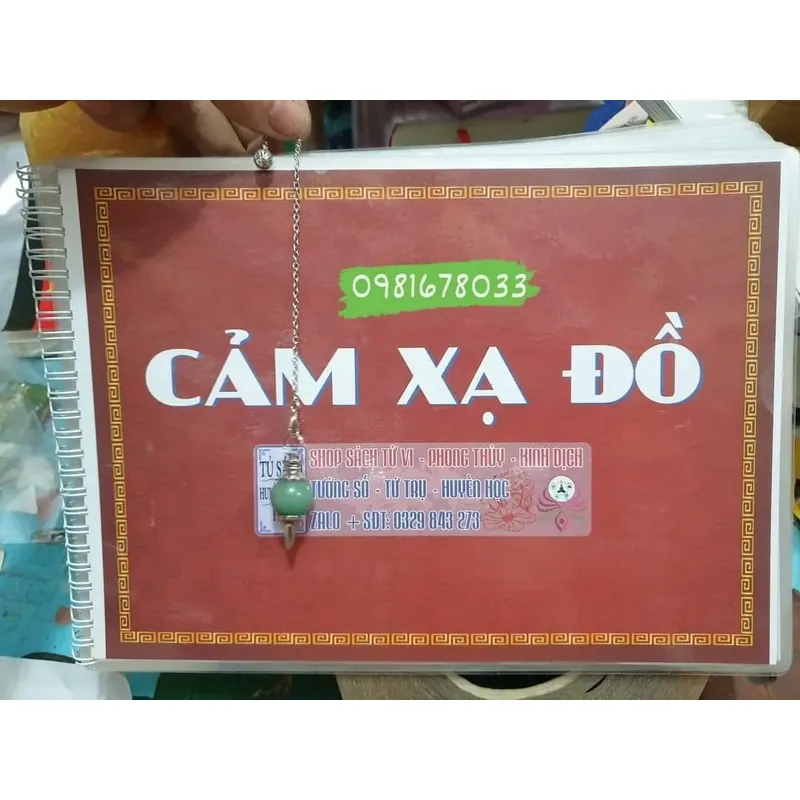 0981678033
CẢM XẠ ĐỒ
TỦ
SHOP SÁCH TỬ VI - PHONG THỦY - KINH DỊCH
TƯỚNG SỐ - TỨ TRỤ - HUYỀN HỌC
ZALO + SĐT: 0329 843 273